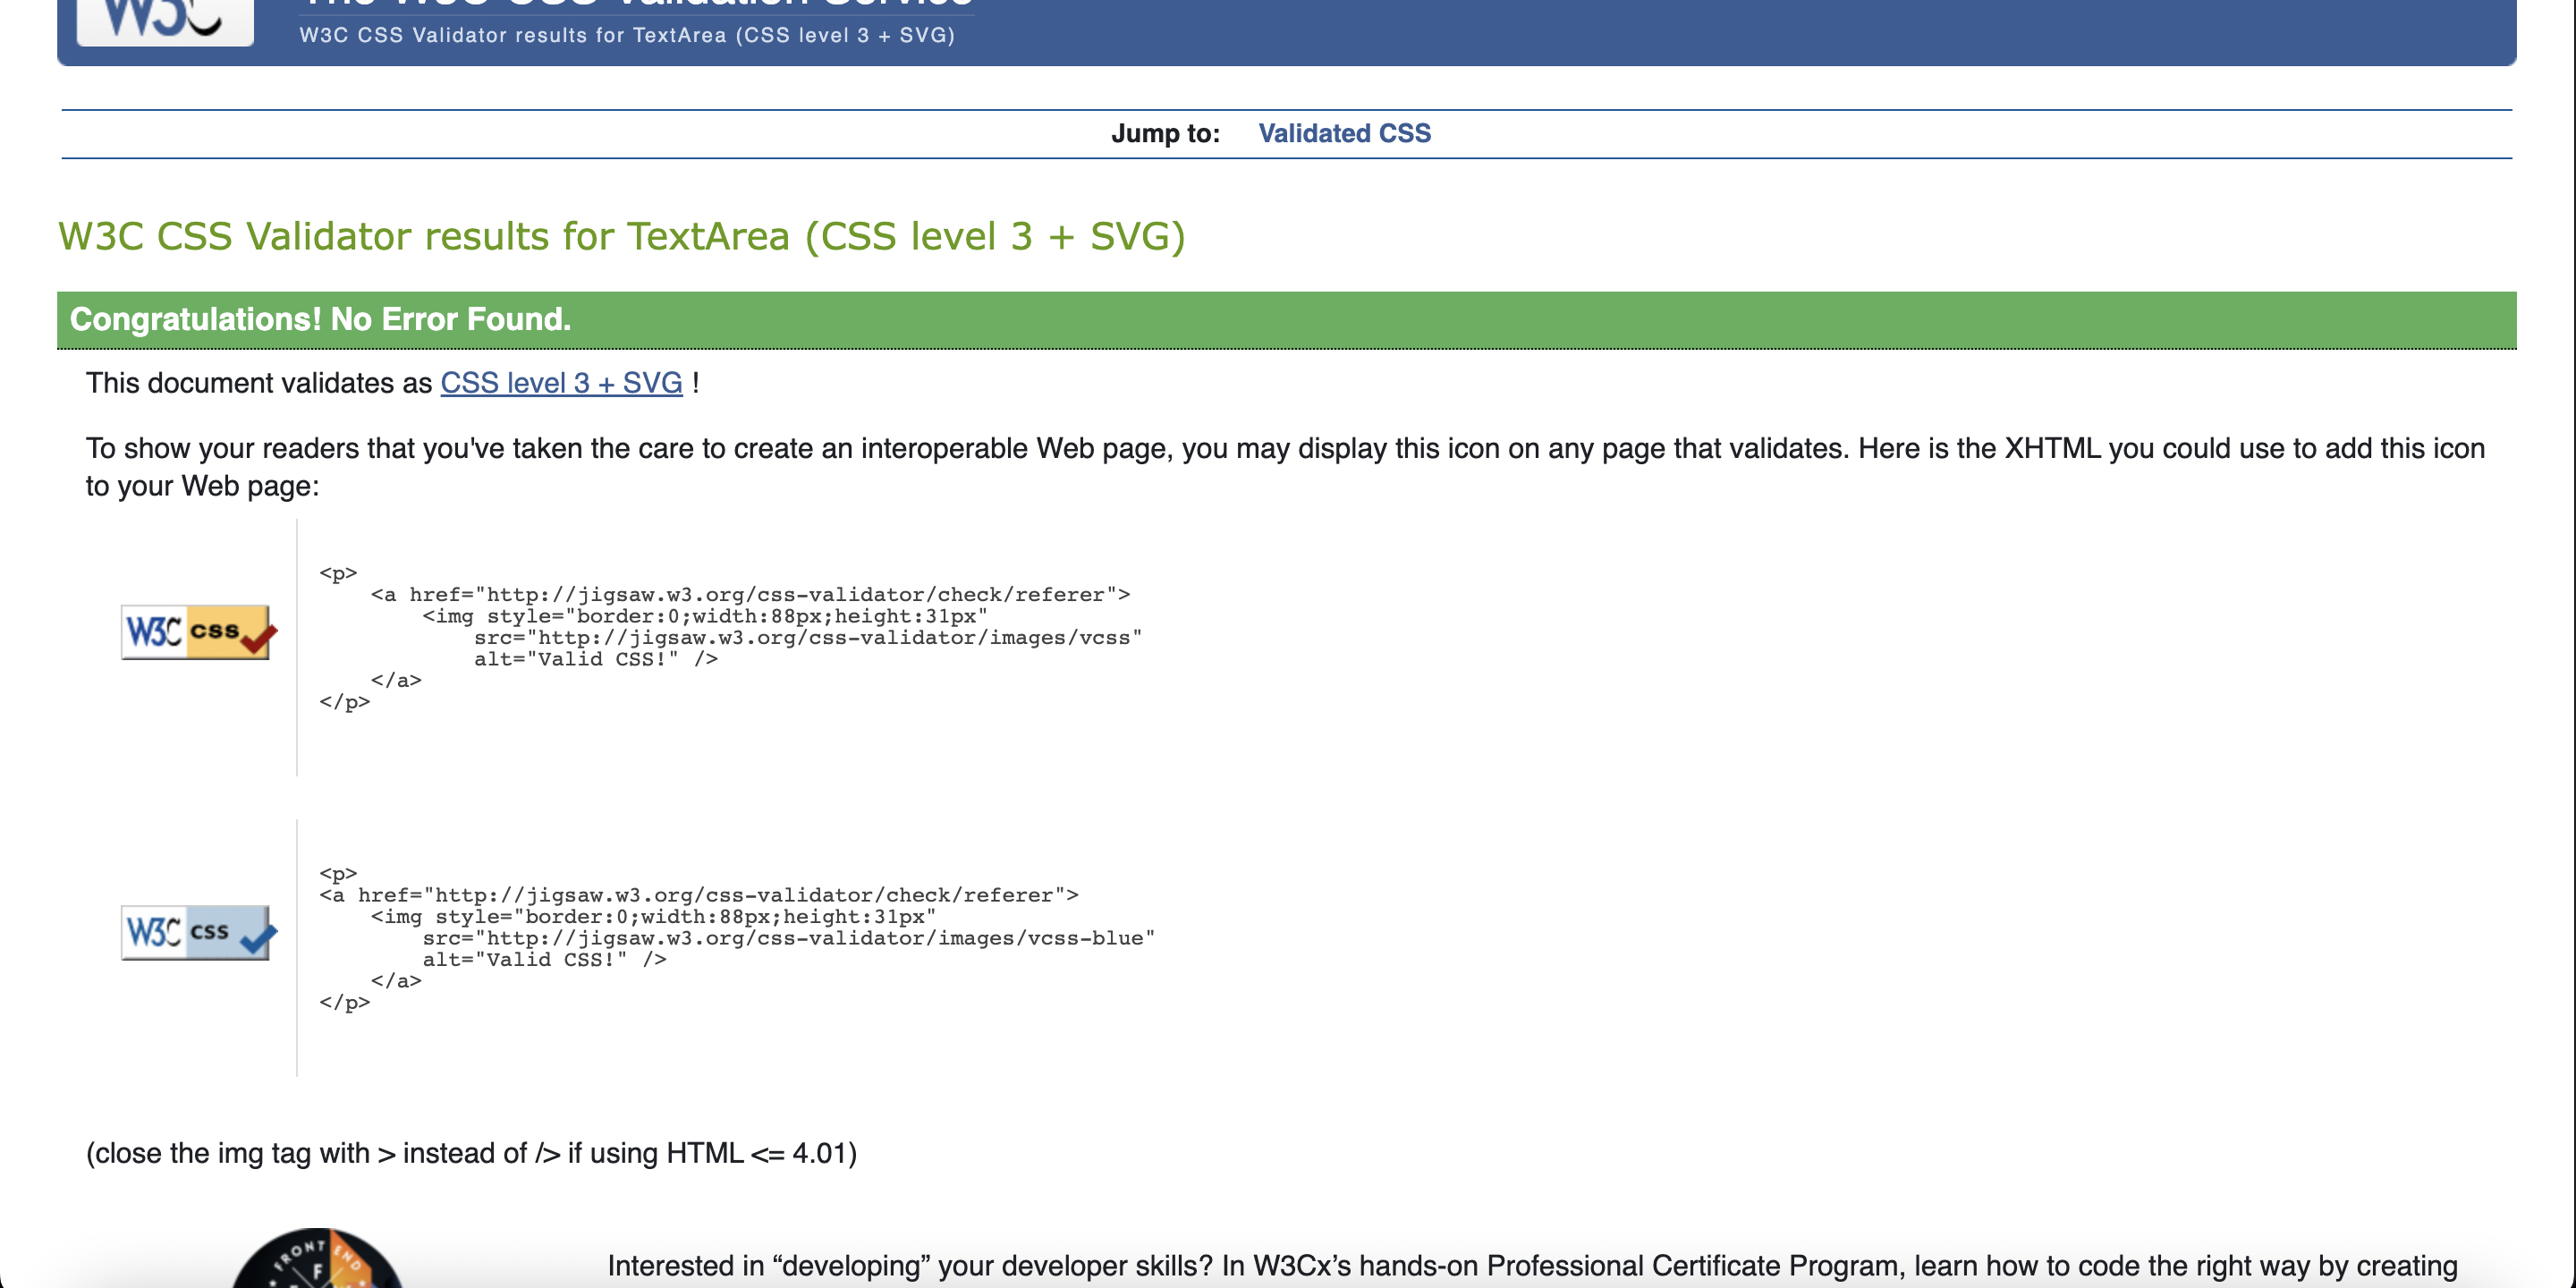 W3C
The W3C CSS Validation Service
W3C CSS Validator results for TextArea (CSS level 3 + SVG)
Jump to: Validated CSS
W3C CSS Validator results for TextArea (CSS level 3 + SVG)
Congratulations! No Error Found.
This document validates as CSS level 3 + SVG !
To show your readers that you've taken the care to create an interoperable Web page, you may display this icon on any page that validates. Here is the XHTML you could use to add this icon
to your Web page:
W3C css
<p>
    <a href="http://jigsaw.w3.org/css-validator/check/referer">
        <img style="border:0;width:88px;height:31px"
            src="http://jigsaw.w3.org/css-validator/images/vcss"
            alt="Valid CSS!" />
    </a>
</p>
W3C css
<p>
<a href="http://jigsaw.w3.org/css-validator/check/referer">
    <img style="border:0;width:88px;height:31px"
        src="http://jigsaw.w3.org/css-validator/images/vcss-blue"
        alt="Valid CSS!" />
    </a>
</p>
(close the img tag with > instead of /> if using HTML <= 4.01)
FRONT END
F
Interested in “developing” your developer skills? In W3Cx’s hands-on Professional Certificate Program, learn how to code the right way by creating